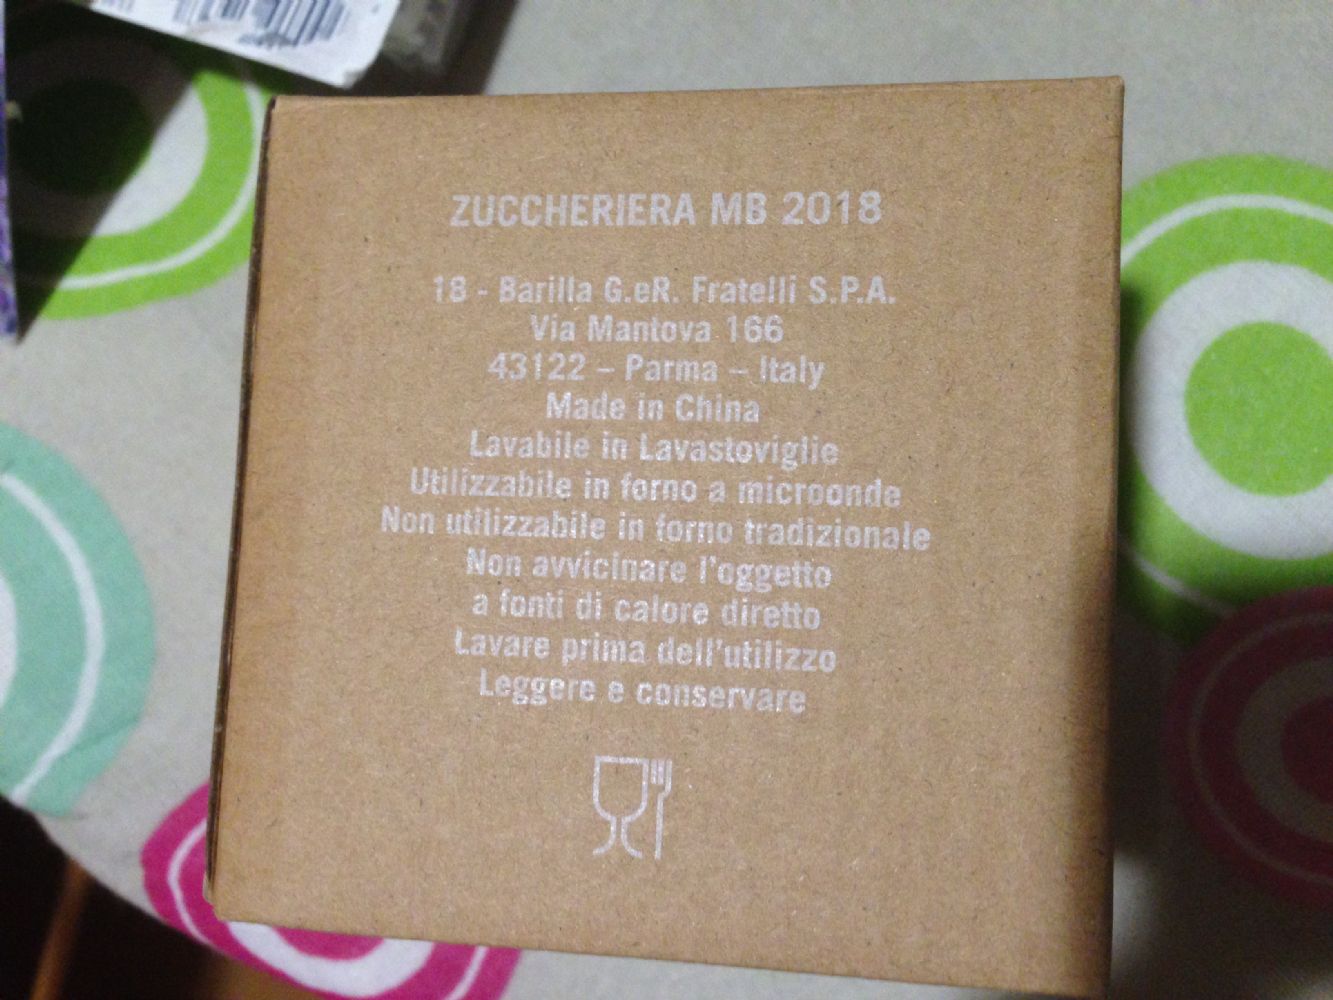 ZUCCHERIERA MB 2018
18 - Barilla G.eR. Fratelli S.P.A.
Via Mantova 166
43122 – Parma – Italy
Made in China
Lavabile in Lavastoviglie
Utilizzabile in forno a microonde
Non utilizzabile in forno tradizionale
Non avvicinare l'oggetto
a fonti di calore diretto
Lavare prima dell'utilizzo
Leggere e conservare